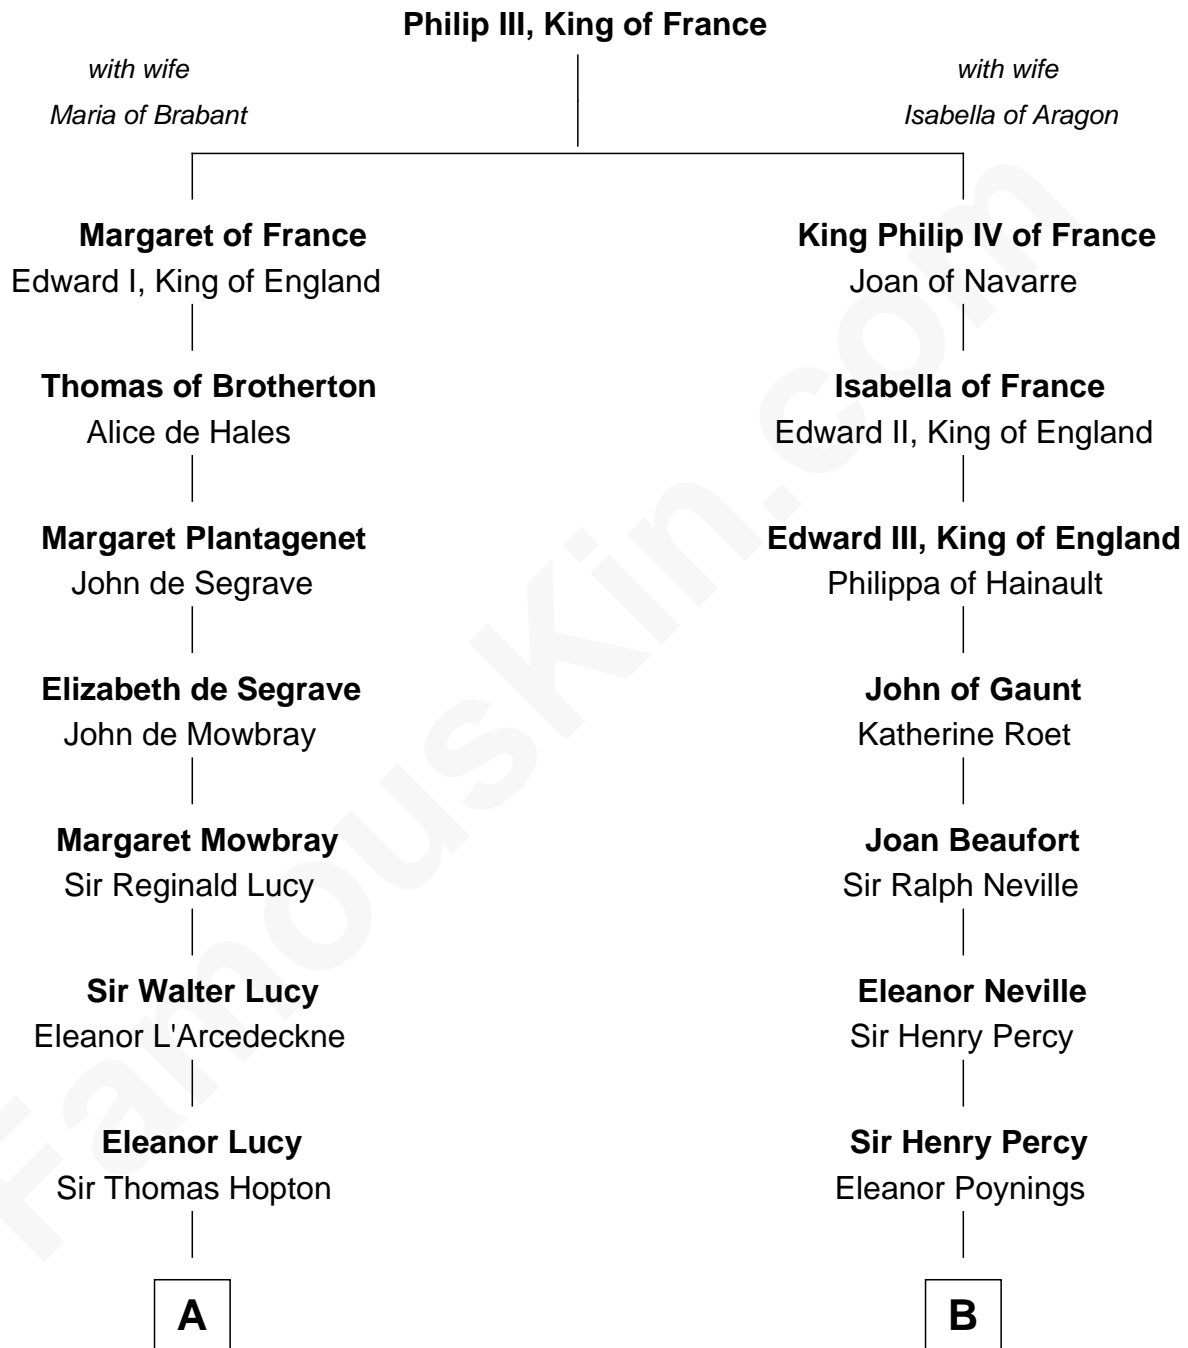 Philip III, King of France
with wife
Maria of Brabant
with wife
Isabella of Aragon
Margaret of France
Edward I, King of England
King Philip IV of France
Joan of Navarre
Thomas of Brotherton
Alice de Hales
Isabella of France
Edward II, King of England
Margaret Plantagenet
John de Segrave
Edward III, King of England
Philippa of Hainault
Elizabeth de Segrave
John de Mowbray
John of Gaunt
Katherine Roet
Margaret Mowbray
Sir Reginald Lucy
Joan Beaufort
Sir Ralph Neville
Sir Walter Lucy
Eleanor L'Arcedeckne
Eleanor Neville
Sir Henry Percy
Eleanor Lucy
Sir Thomas Hopton
Sir Henry Percy
Eleanor Poynings
A
B
FamousKin.com